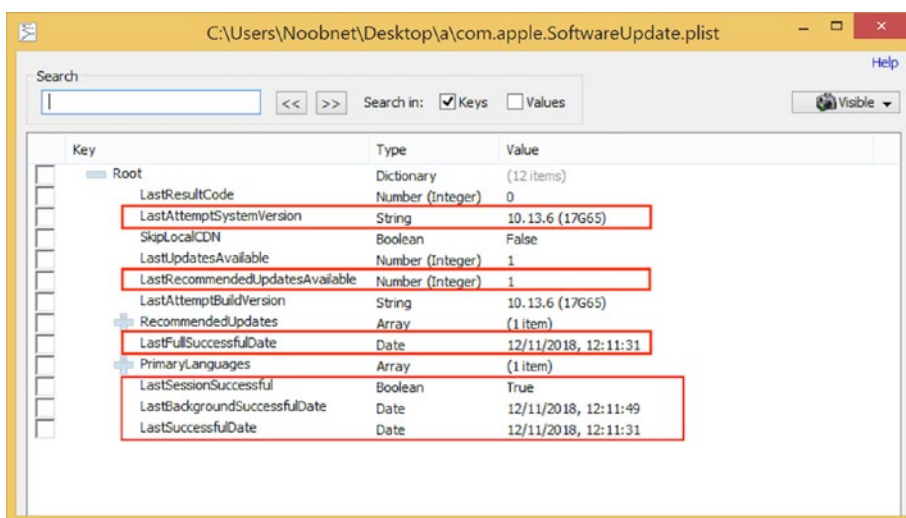 C:\Users\Noobnet\Desktop\a\com.apple.SoftwareUpdate.plist
Help
Search
<< >> Search in: Keys Values Visible
Key Type Value
Root Dictionary (12 items)
LastResultCode Number (Integer) 0
LastAttemptSystemVersion String 10.13.6 (17G65)
SkipLocalCDN Boolean False
LastUpdatesAvailable Number (Integer) 1
LastRecommendedUpdatesAvailable Number (Integer) 1
LastAttemptBuildVersion String 10.13.6 (17G65)
RecommendedUpdates Array (1 item)
LastFullSuccessfulDate Date 12/11/2018, 12:11:31
PrimaryLanguages Array (1 item)
LastSessionSuccessful Boolean True
LastBackgroundSuccessfulDate Date 12/11/2018, 12:11:49
LastSuccessfulDate Date 12/11/2018, 12:11:31